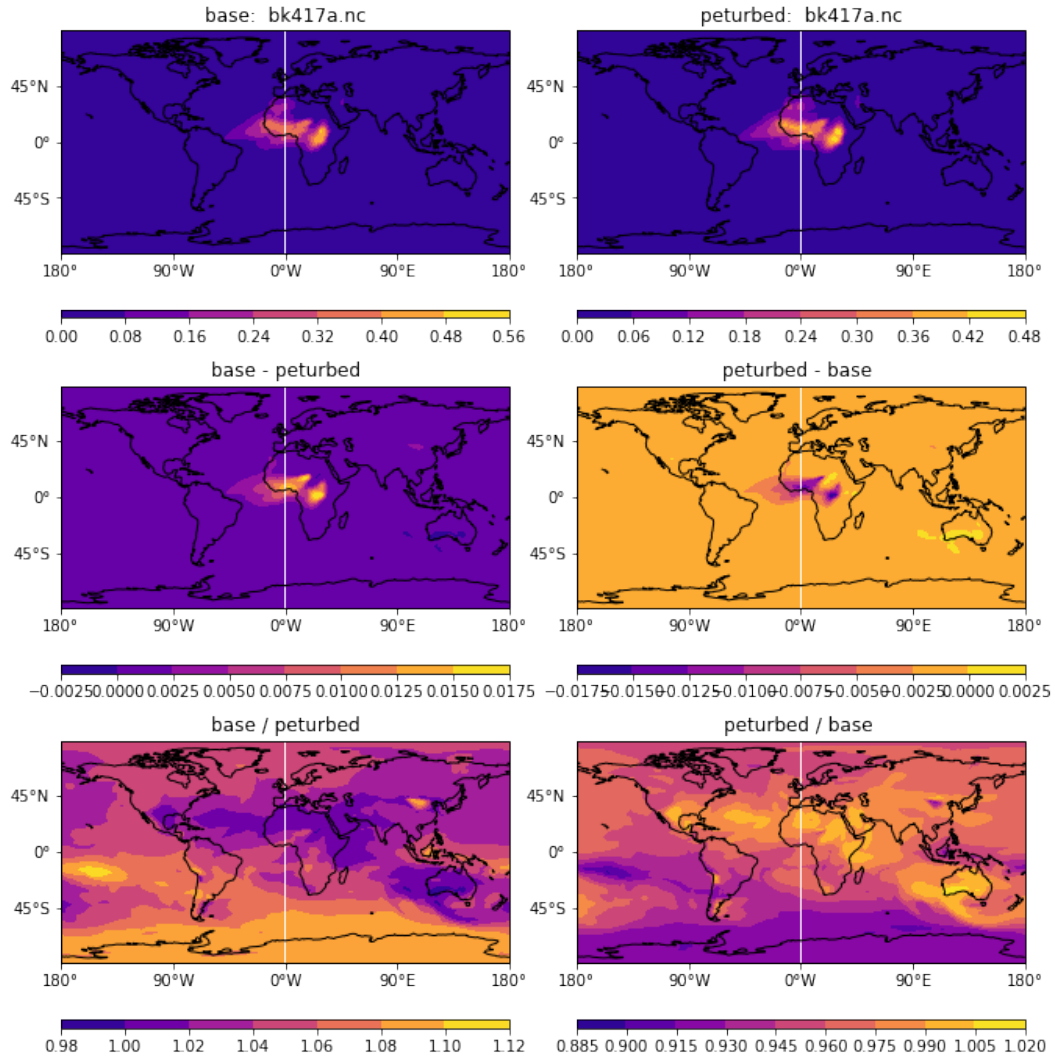 base:  bk417a.nc
peturbed:  bk417a.nc
45°N
0°
45°S
180° 90°W 0°W 90°E 180°
45°N
0°
45°S
180° 90°W 0°W 90°E 180°
0.00 0.08 0.16 0.24 0.32 0.40 0.48 0.56
0.00 0.06 0.12 0.18 0.24 0.30 0.36 0.42 0.48
base - peturbed
peturbed - base
45°N
0°
45°S
180° 90°W 0°W 90°E 180°
45°N
0°
45°S
180° 90°W 0°W 90°E 180°
−0.0025 0.0000 0.0025 0.0050 0.0075 0.0100 0.0125 0.0150 0.0175
−0.0175 −0.0150 −0.0125 −0.0100 −0.0075 −0.0050 −0.0025 0.0000 0.0025
base / peturbed
peturbed / base
45°N
0°
45°S
180° 90°W 0°W 90°E 180°
45°N
0°
45°S
180° 90°W 0°W 90°E 180°
0.98 1.00 1.02 1.04 1.06 1.08 1.10 1.12
0.885 0.900 0.915 0.930 0.945 0.960 0.975 0.990 1.005 1.020